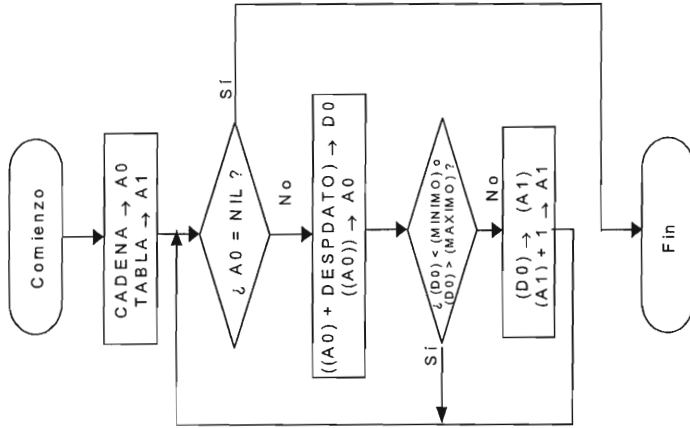 Comienzo
CADENA → A0
TABLA → A1
¿ A0 = NIL ?
Sí
No
((A0) + DESPDATO) → D0
((A0)) → A0
¿ (D0) < (MINIMO) o
(D0) > (MAXIMO) ?
Sí
No
(D0) → (A1)
(A1) + 1 → A1
Fin